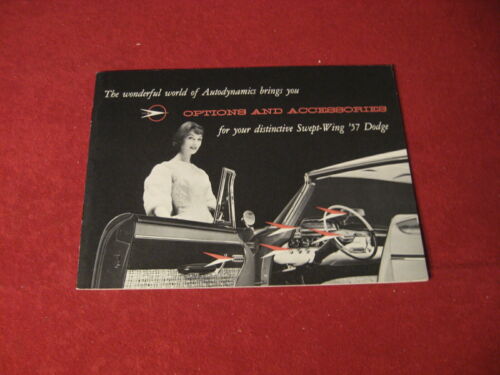 The wonderful world of Autodynamics brings you
OPTIONS AND ACCESSORIES
for your distinctive Swept-Wing '57 Dodge